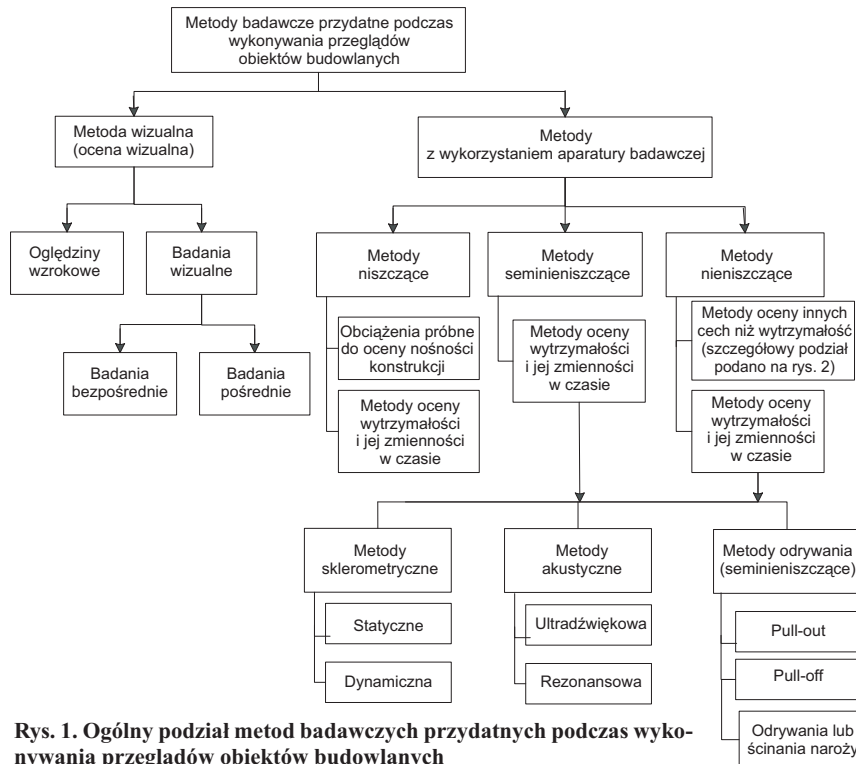 Metody badawcze przydatne podczas
wykonywania przeglądów
obiektów budowlanych
Metoda wizualna
(ocena wizualna)
Metody
z wykorzystaniem aparatury badawczej
Oględziny
wzrokowe
Badania
wizualne
Metody
niszczące
Metody
seminieniszczące
Metody
nieniszczące
Badania
bezpośrednie
Badania
pośrednie
Obciążenia próbne
do oceny nośności
konstrukcji
Metody oceny
wytrzymałości
i jej zmienności
w czasie
Metody oceny
wytrzymałości
i jej zmienności
w czasie
Metody oceny innych
cech niż wytrzymałość
(szczegółowy podział
podano na rys. 2)
Metody oceny
wytrzymałości
i jej zmienności
w czasie
Metody
sklerometryczne
Statyczne
Dynamiczna
Metody
akustyczne
Ultradźwiękowa
Rezonansowa
Metody odrywania
(seminieniszczące)
Pull-out
Pull-off
Odrywania lub
ścinania naroży
Rys. 1. Ogólny podział metod badawczych przydatnych podczas wyko-
nywania przeglądów obiektów budowlanych